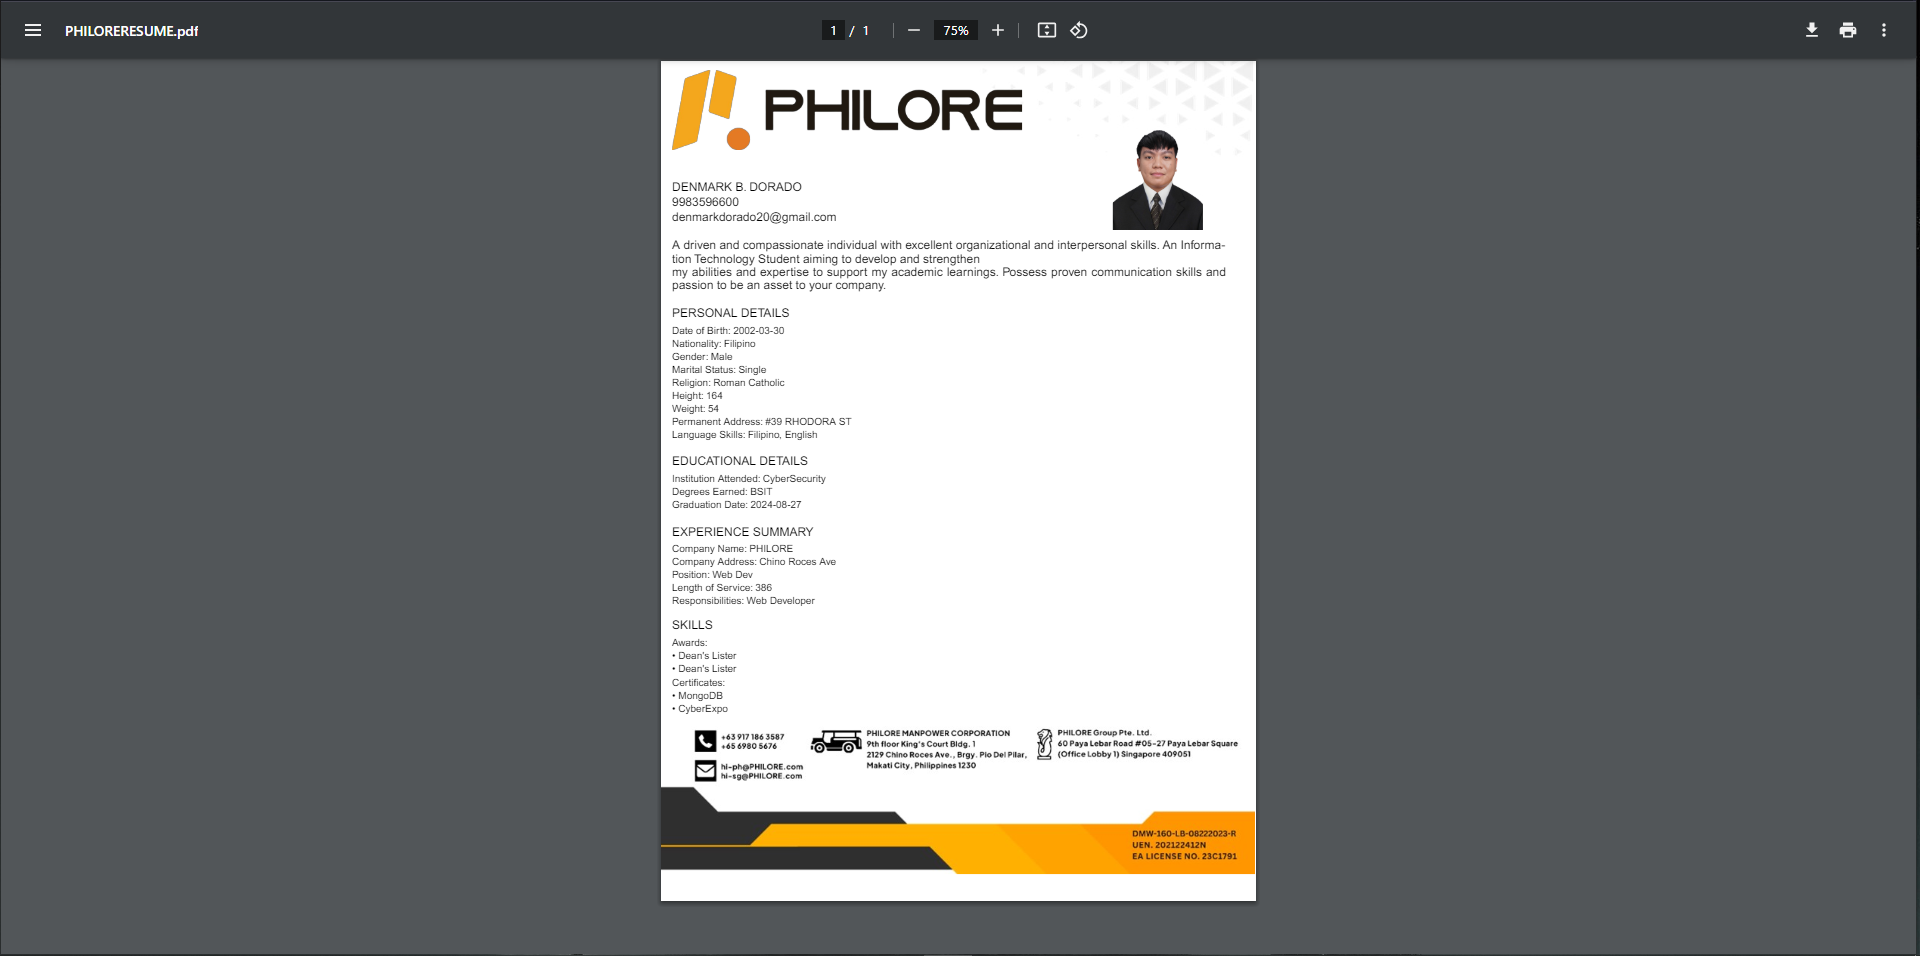 PHILORERESUME.pdf
1 / 1
75%
PHILORE
DENMARK B. DORADO
9983596600
denmarkdorado20@gmail.com
A driven and compassionate individual with excellent organizational and interpersonal skills. An Informa-
tion Technology Student aiming to develop and strengthen
my abilities and expertise to support my academic learnings. Possess proven communication skills and
passion to be an asset to your company.
PERSONAL DETAILS
Date of Birth: 2002-03-30
Nationality: Filipino
Gender: Male
Marital Status: Single
Religion: Roman Catholic
Height: 164
Weight: 54
Permanent Address: #39 RHODORA ST
Language Skills: Filipino, English
EDUCATIONAL DETAILS
Institution Attended: CyberSecurity
Degrees Earned: BSIT
Graduation Date: 2024-08-27
EXPERIENCE SUMMARY
Company Name: PHILORE
Company Address: Chino Roces Ave
Position: Web Dev
Length of Service: 386
Responsibilities: Web Developer
SKILLS
Awards:
• Dean's Lister
• Dean's Lister
Certificates:
• MongoDB
• CyberExpo
+63 917 186 3587
+65 6980 5676
hi-ph@PHILORE.com
hi-sg@PHILORE.com
PHILORE MANPOWER CORPORATION
9th floor King's Court Bldg. 1
2129 Chino Roces Ave., Brgy. Pio Del Pilar,
Makati City, Philippines 1230
PHILORE Group Pte. Ltd.
60 Paya Lebar Road #05-27 Paya Lebar Square
(Office Lobby 1) Singapore 409051
DMW-160-LB-08222023-R
UEN. 202122412N
EA LICENSE NO. 23C1791